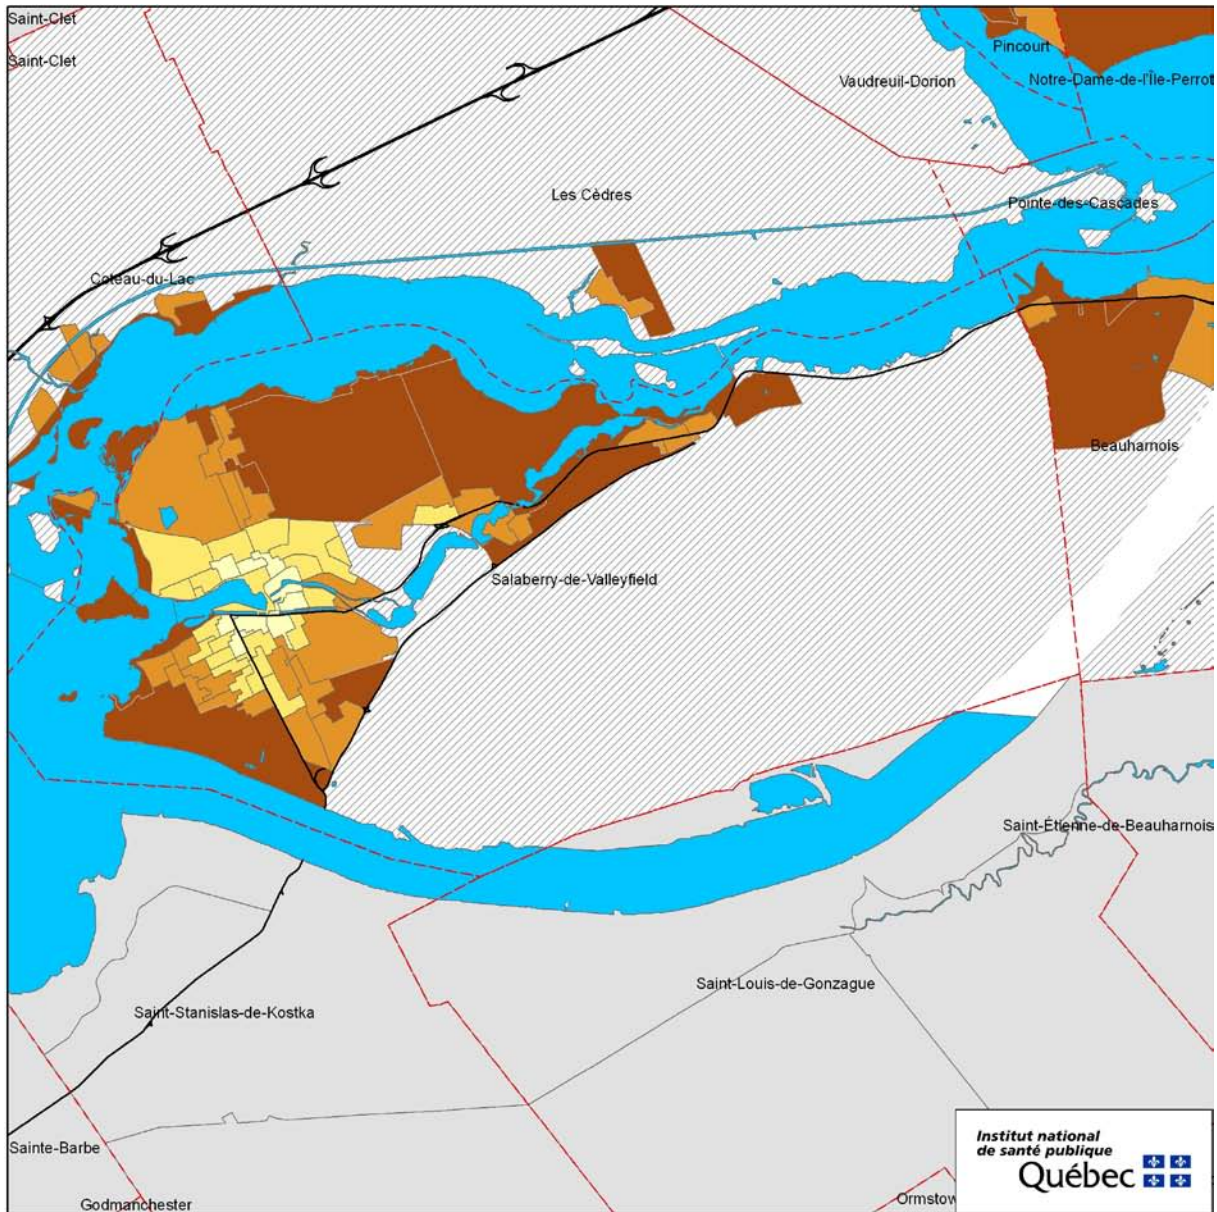 Saint-Clet
Saint-Clet
Pincourt
Vaudreuil-Dorion
Notre-Dame-de-l'Île-Perrot
Les Cèdres
Pointe-des-Cascades
Coteau-du-Lac
Beauharnois
Salaberry-de-Valleyfield
Saint-Étienne-de-Beauharnois
Saint-Louis-de-Gonzague
Saint-Stanislas-de-Kostka
Sainte-Barbe
Godmanchester
Ormstow
Institut national
de santé publique
Québec